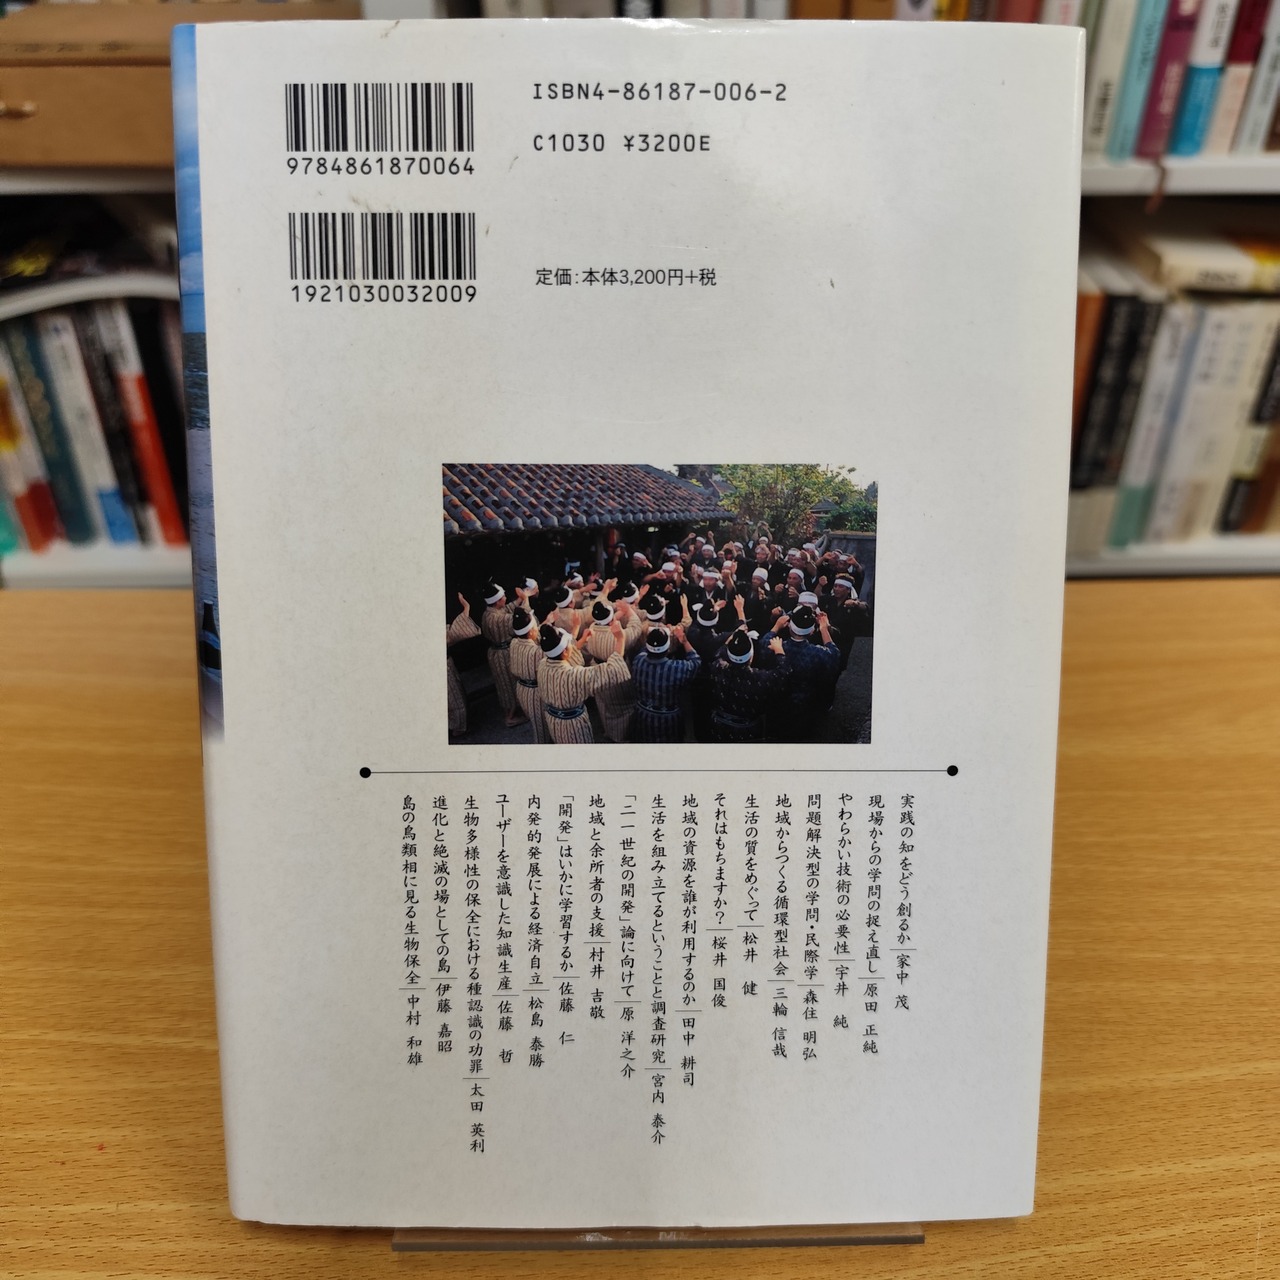 ISBN4-86187-006-2
C1030 ¥3200E
9784861870064
1921030032009
定価：本体3,200円+税
実践の知をどう創るか―家中 茂
現場からの学問の捉え直し―原田 正純
やわらかい技術の必要性―宇井 純
問題解決型の学問・民際学―森住 明弘
地域からつくる循環型社会―三輪 信哉
生活の質をめぐって―松井 健
それはもちますか？―桜井 国俊
地域の資源を誰が利用するのか―田中 耕司
生活を組み立てるということと調査研究―宮内 泰介
「二一世紀の開発」論に向けて―原 洋之介
地域と余所者の支援―村井 吉敬
「開発」はいかに学習するか―佐藤 仁
内発的発展による経済自立―松島 泰勝
ユーザーを意識した知識生産―佐藤 哲
生物多様性の保全における種認識の功罪―太田 英利
進化と絶滅の場としての島―伊藤 嘉昭
島の鳥類相に見る生物保全―中村 和雄